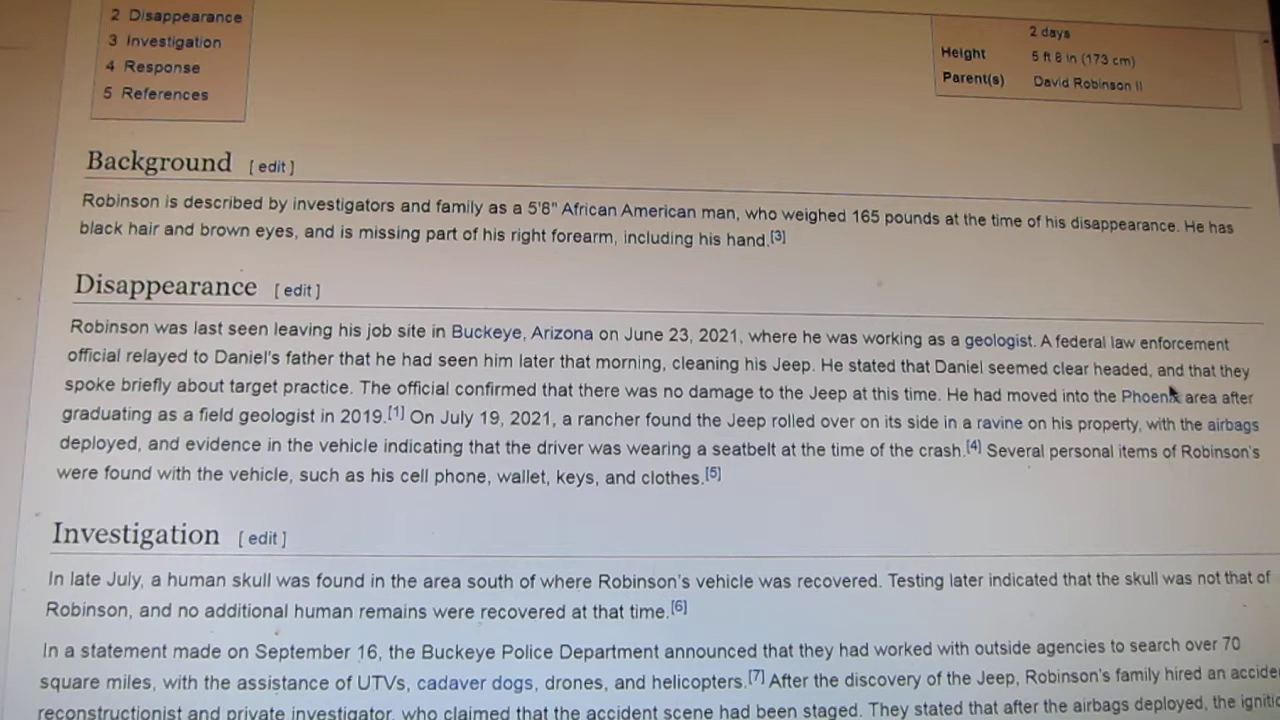 2 Disappearance
3 Investigation
4 Response
5 References
2 days
Height 5 ft 8 in (173 cm)
Parent(s) David Robinson II
Background [ edit ]
Robinson is described by investigators and family as a 5'8" African American man, who weighed 165 pounds at the time of his disappearance. He has
black hair and brown eyes, and is missing part of his right forearm, including his hand.[3]
Disappearance [ edit ]
Robinson was last seen leaving his job site in Buckeye, Arizona on June 23, 2021, where he was working as a geologist. A federal law enforcement
official relayed to Daniel's father that he had seen him later that morning, cleaning his Jeep. He stated that Daniel seemed clear headed, and that they
spoke briefly about target practice. The official confirmed that there was no damage to the Jeep at this time. He had moved into the Phoenix area after
graduating as a field geologist in 2019.[1] On July 19, 2021, a rancher found the Jeep rolled over on its side in a ravine on his property, with the airbags
deployed, and evidence in the vehicle indicating that the driver was wearing a seatbelt at the time of the crash.[4] Several personal items of Robinson's
were found with the vehicle, such as his cell phone, wallet, keys, and clothes.[5]
Investigation [ edit ]
In late July, a human skull was found in the area south of where Robinson's vehicle was recovered. Testing later indicated that the skull was not that of
Robinson, and no additional human remains were recovered at that time.[6]
In a statement made on September 16, the Buckeye Police Department announced that they had worked with outside agencies to search over 70
square miles, with the assistance of UTVs, cadaver dogs, drones, and helicopters.[7] After the discovery of the Jeep, Robinson's family hired an accide
reconstructionist and private investigator, who claimed that the accident scene had been staged. They stated that after the airbags deployed, the ignitio